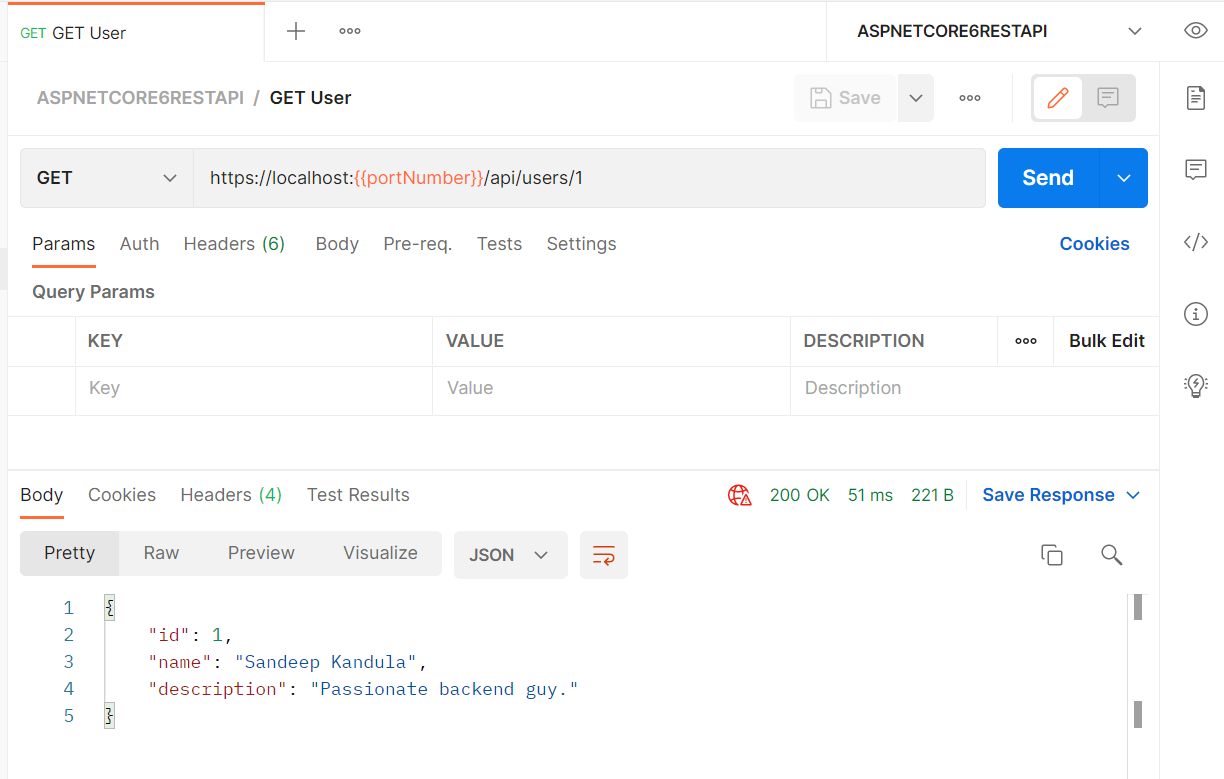 GET GET User
ASPNETCORE6RESTAPI
ASPNETCORE6RESTAPI / GET User
Save
GET https://localhost:{{portNumber}}/api/users/1 Send
Params Auth Headers (6) Body Pre-req. Tests Settings Cookies
Query Params
KEY VALUE DESCRIPTION Bulk Edit
Key Value Description
Body Cookies Headers (4) Test Results 200 OK 51 ms 221 B Save Response
Pretty Raw Preview Visualize JSON
1 {
2 "id": 1,
3 "name": "Sandeep Kandula",
4 "description": "Passionate backend guy."
5 }